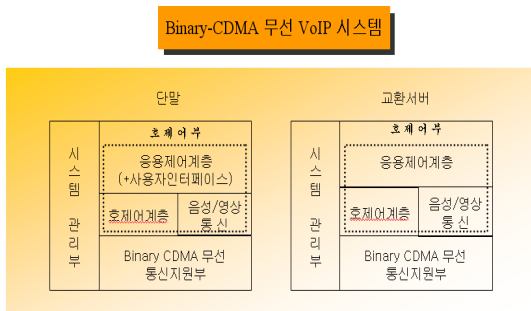 Binary-CDMA 무선 VoIP 시스템
단말
호제어부
시스템 관리부
응용제어계층
(+사용자인터페이스)
호제어계층
음성/영상
통신
Binary CDMA 무선
통신지원부
교환서버
호제어부
시스템 관리부
응용제어계층
호제어계층
음성/영상
통신
Binary CDMA 무선
통신지원부